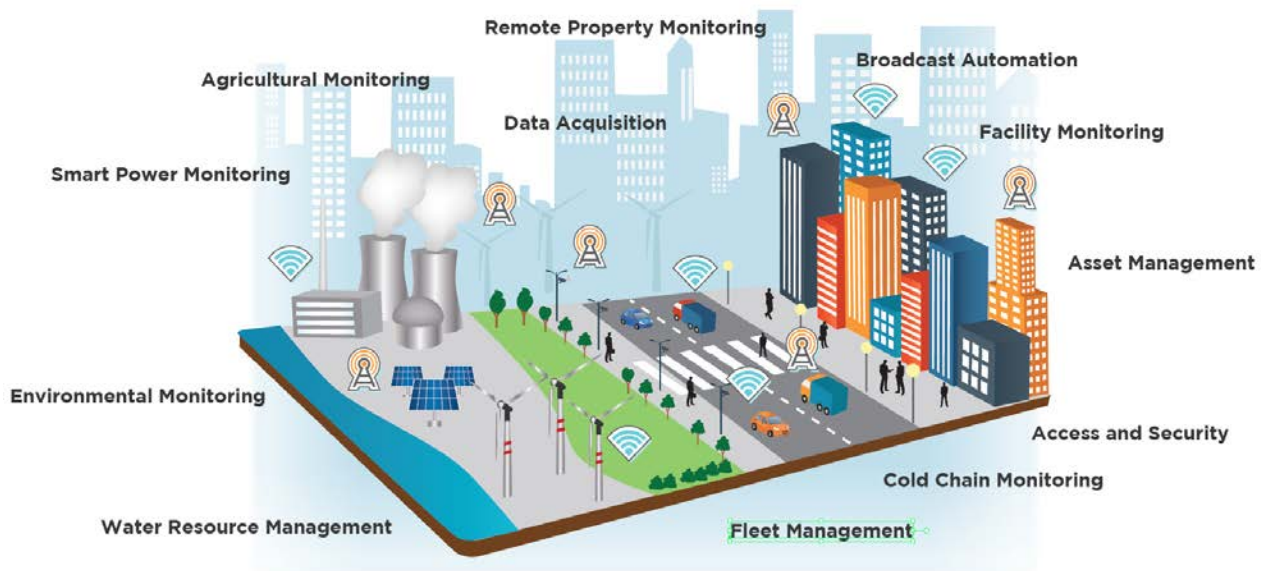 Remote Property Monitoring
Broadcast Automation
Agricultural Monitoring
Data Acquisition
Facility Monitoring
Smart Power Monitoring
Asset Management
Environmental Monitoring
Access and Security
Cold Chain Monitoring
Water Resource Management
Fleet Management